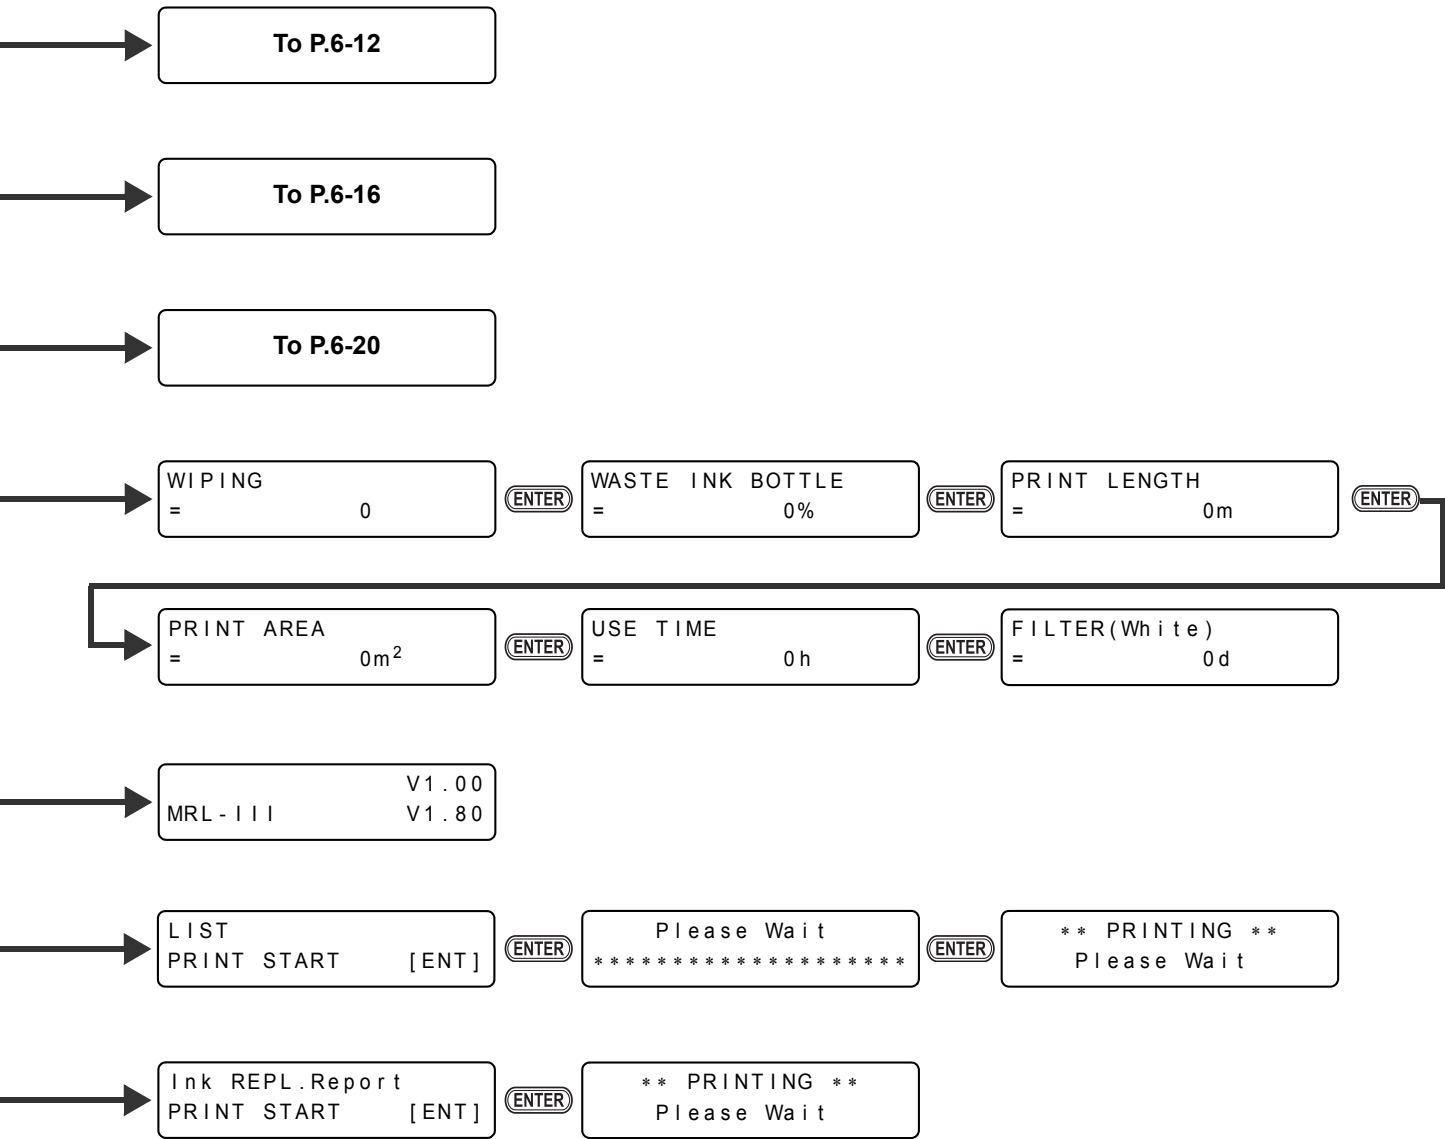 To P.6-12
To P.6-16
To P.6-20
WIPING
= 0
ENTER
WASTE INK BOTTLE
= 0%
ENTER
PRINT LENGTH
= 0m
ENTER
PRINT AREA
= 0m²
ENTER
USE TIME
= 0h
ENTER
FILTER(White)
= 0d
V1.00
MRL-III V1.80
LIST
PRINT START [ENT]
ENTER
Please Wait
********************
ENTER
** PRINTING **
Please Wait
Ink REPL.Report
PRINT START [ENT]
ENTER
** PRINTING **
Please Wait